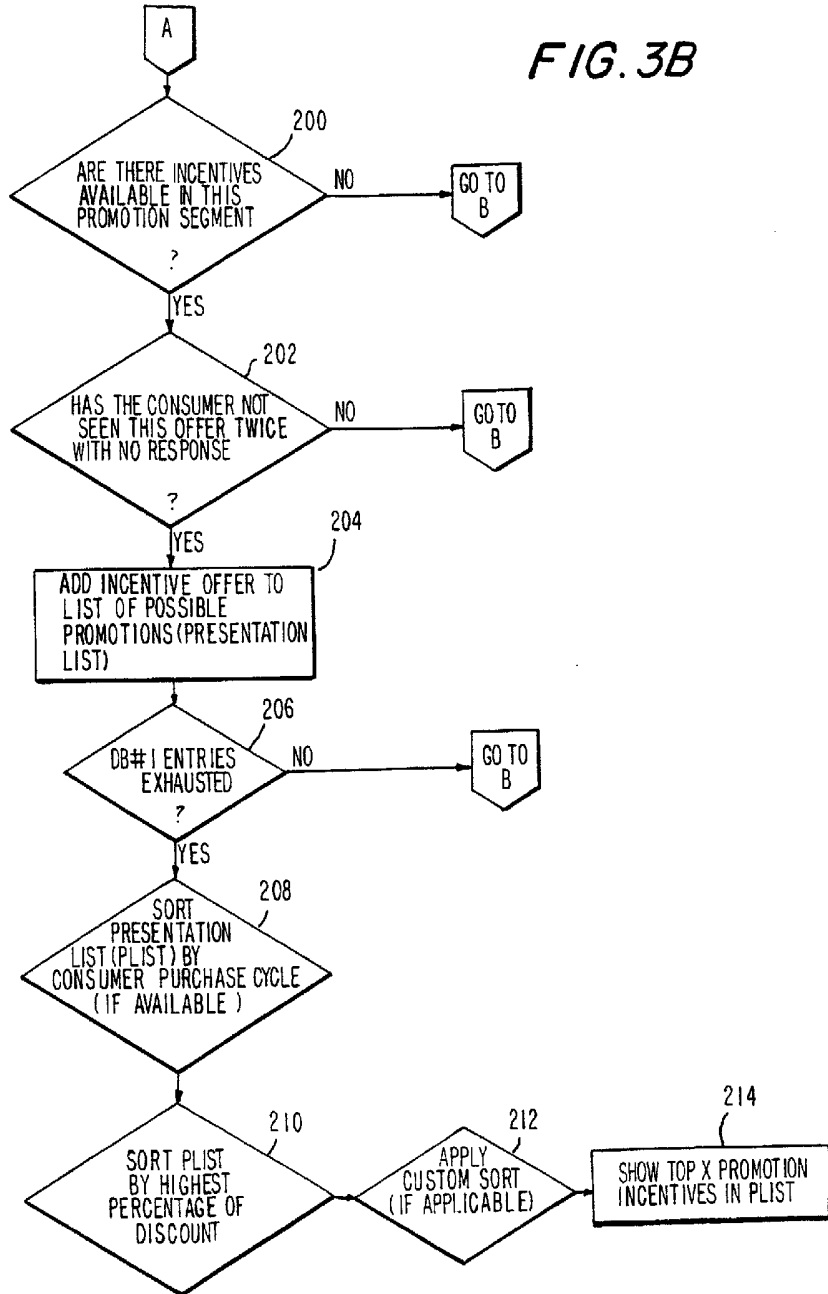 A
FIG. 3B
200
ARE THERE INCENTIVES
AVAILABLE IN THIS
PROMOTION SEGMENT
?
NO
GO TO
B
YES
202
HAS THE CONSUMER NOT
SEEN THIS OFFER TWICE
WITH NO RESPONSE
?
NO
GO TO
B
YES
204
ADD INCENTIVE OFFER TO
LIST OF POSSIBLE
PROMOTIONS (PRESENTATION
LIST)
206
DB#1 ENTRIES
EXHAUSTED
?
NO
GO TO
B
YES
208
SORT
PRESENTATION
LIST (PLIST) BY
CONSUMER PURCHASE CYCLE
(IF AVAILABLE)
210
SORT PLIST
BY HIGHEST
PERCENTAGE OF
DISCOUNT
212
APPLY
CUSTOM SORT
(IF APPLICABLE)
214
SHOW TOP X PROMOTION
INCENTIVES IN PLIST